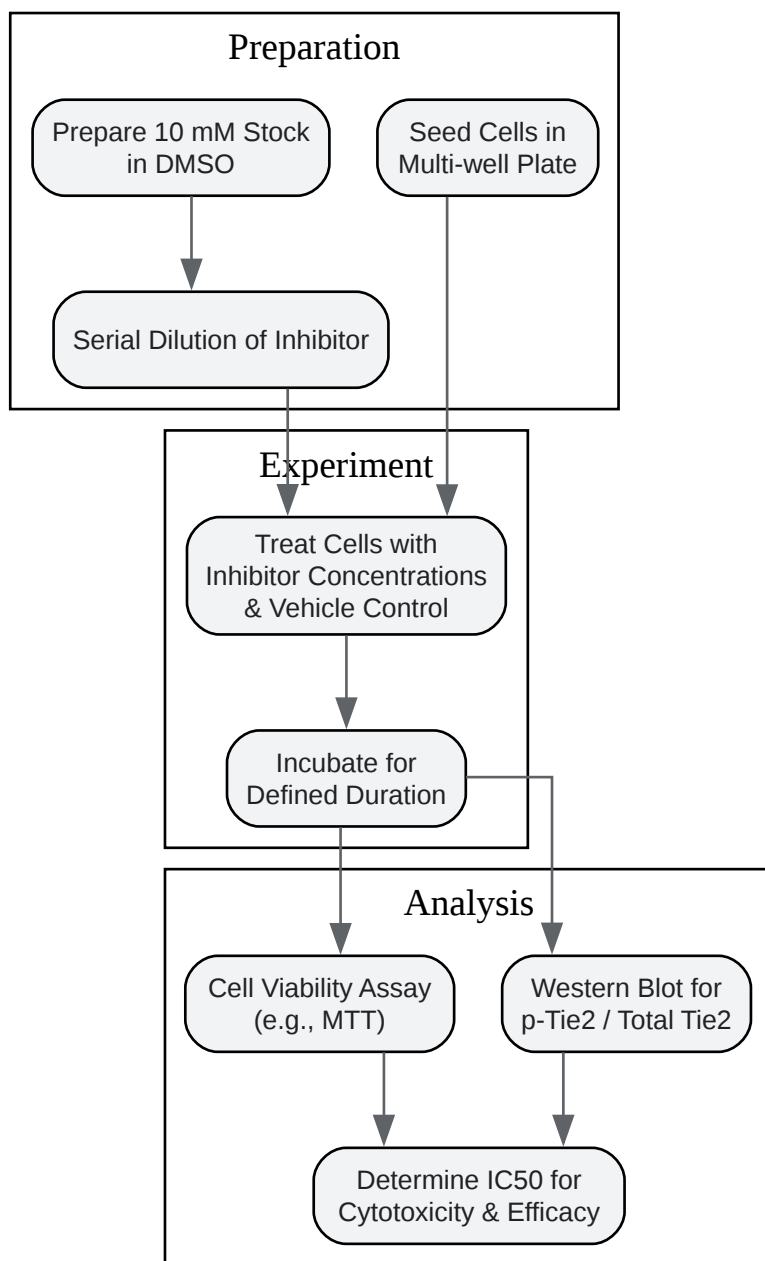 Preparation
Prepare 10 mM Stock
in DMSO
Seed Cells in
Multi-well Plate
Serial Dilution of Inhibitor
Experiment
Treat Cells with
Inhibitor Concentrations
& Vehicle Control
Incubate for
Defined Duration
Analysis
Cell Viability Assay
(e.g., MTT)
Western Blot for
p-Tie2 / Total Tie2
Determine IC50 for
Cytotoxicity & Efficacy